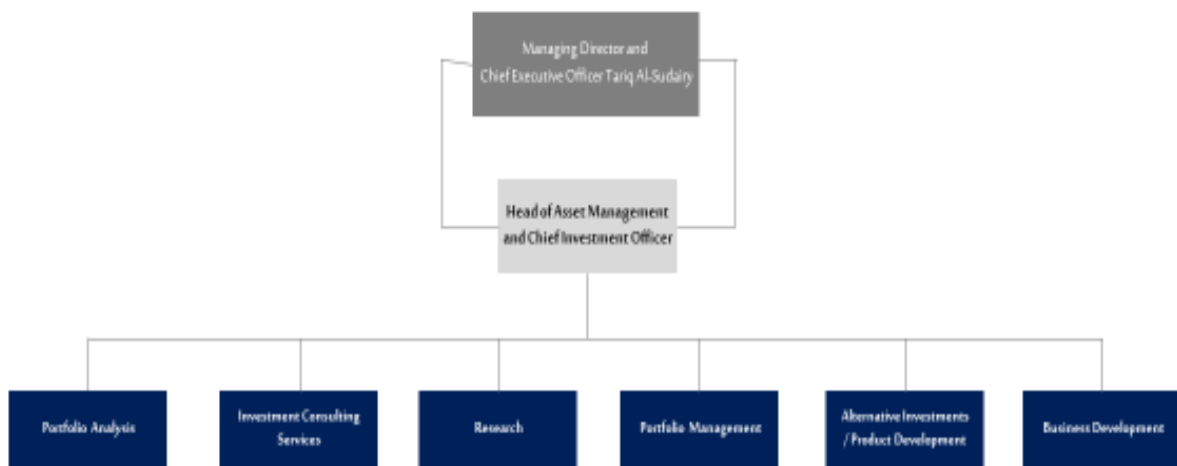 Managing Director and
Chief Executive Officer Tariq Al-Sudairy
Head of Asset Management
and Chief Investment Officer
Portfolio Analysis
Investment Consulting
Services
Research
Portfolio Management
Alternative Investments
/ Product Development
Business Development